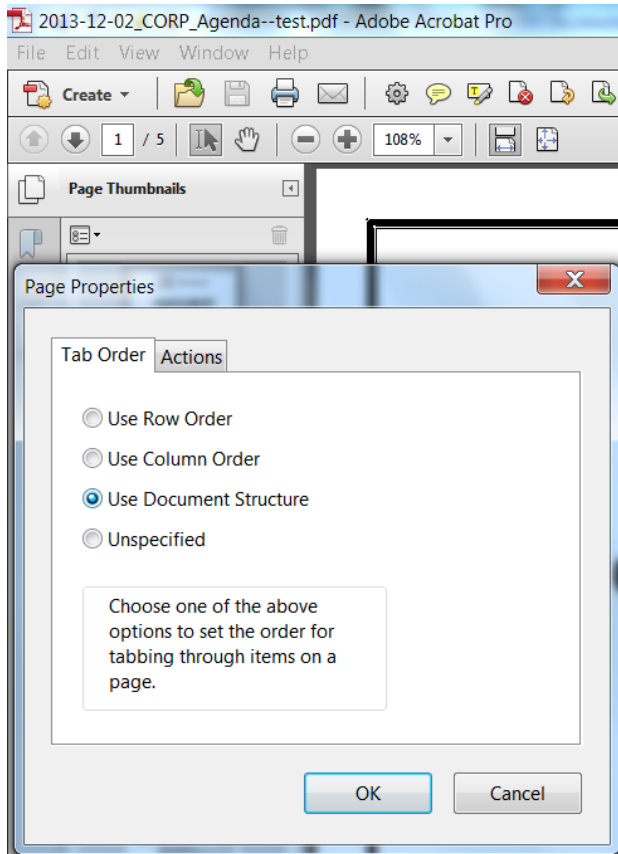 2013-12-02_CORP_Agenda--test.pdf - Adobe Acrobat Pro
File Edit View Window Help
Create
1 / 5 108%
Page Thumbnails
Page Properties
Tab Order Actions
Use Row Order
Use Column Order
Use Document Structure
Unspecified
Choose one of the above
options to set the order for
tabbing through items on a
page.
OK Cancel